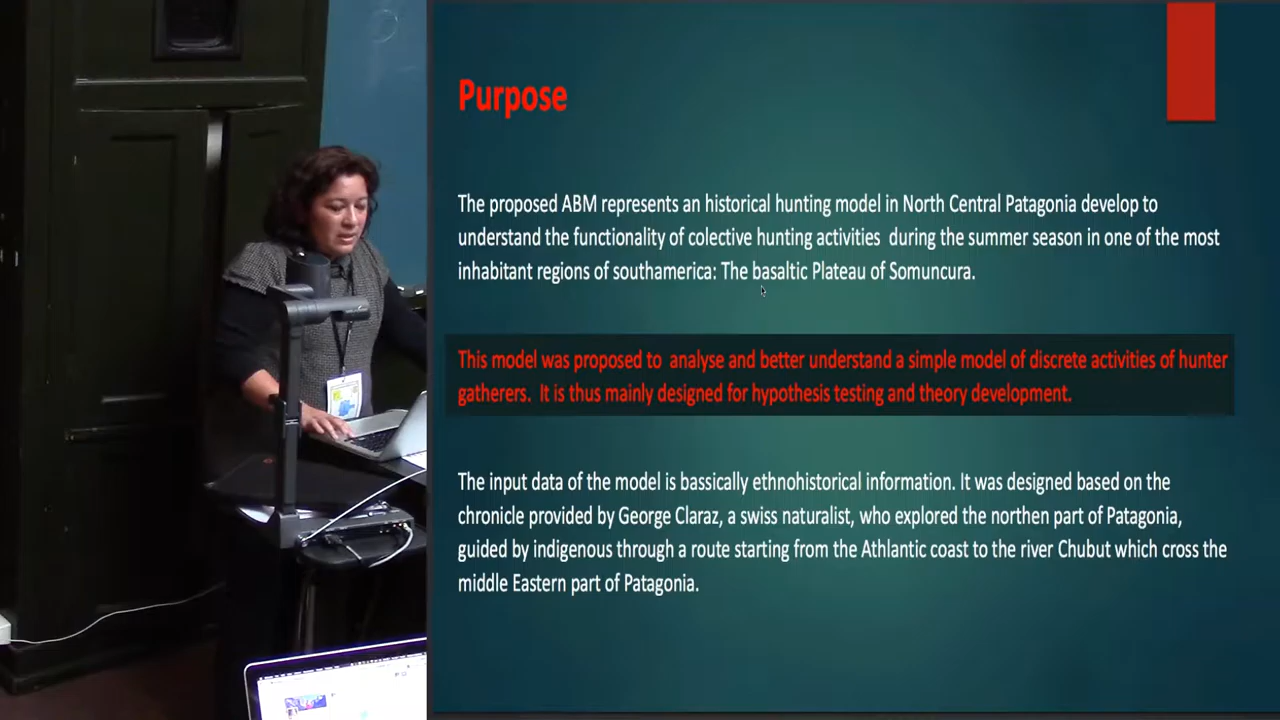 Purpose
The proposed ABM represents an historical hunting model in North Central Patagonia develop to
understand the functionality of colective hunting activities during the summer season in one of the most
inhabitant regions of southamerica: The basaltic Plateau of Somuncura.
This model was proposed to analyse and better understand a simple model of discrete activities of hunter
gatherers. It is thus mainly designed for hypothesis testing and theory development.
The input data of the model is bassically ethnohistorical information. It was designed based on the
chronicle provided by George Claraz, a swiss naturalist, who explored the northen part of Patagonia,
guided by indigenous through a route starting from the Athlantic coast to the river Chubut which cross the
middle Eastern part of Patagonia.